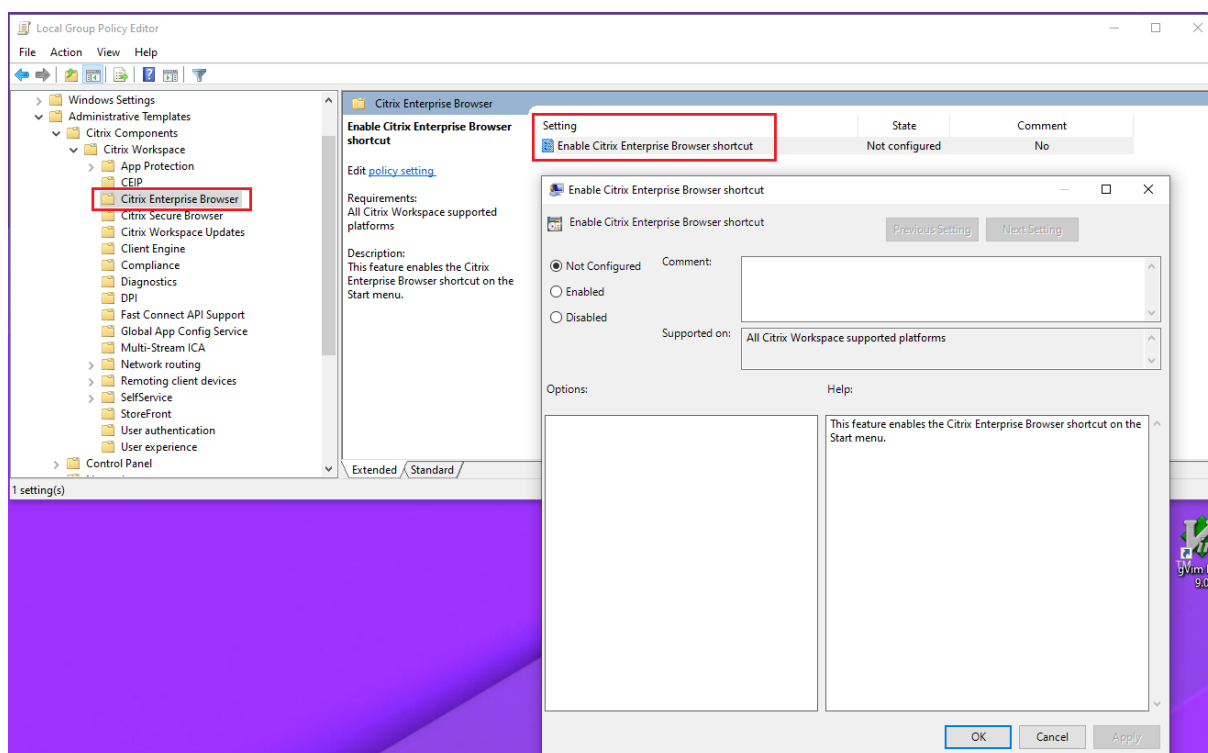 Local Group Policy Editor
File Action View Help
Windows Settings
Administrative Templates
Citrix Components
Citrix Workspace
App Protection
CEIP
Citrix Enterprise Browser
Citrix Secure Browser
Citrix Workspace Updates
Client Engine
Compliance
Diagnostics
DPI
Fast Connect API Support
Global App Config Service
Multi-Stream ICA
Network routing
Remoting client devices
SelfService
StoreFront
User authentication
User experience
Control Panel
1 setting(s)
Citrix Enterprise Browser
Enable Citrix Enterprise Browser
shortcut
Edit policy setting
Requirements:
All Citrix Workspace supported
platforms
Description:
This feature enables the Citrix
Enterprise Browser shortcut on the
Start menu.
Setting State Comment
Enable Citrix Enterprise Browser shortcut Not configured No
Extended Standard
Enable Citrix Enterprise Browser shortcut
Enable Citrix Enterprise Browser shortcut
Previous Setting Next Setting
Not Configured
Enabled
Disabled
Comment:
Supported on:
All Citrix Workspace supported platforms
Options:
Help:
This feature enables the Citrix Enterprise Browser shortcut on the
Start menu.
OK Cancel Apply
gVim
9.0